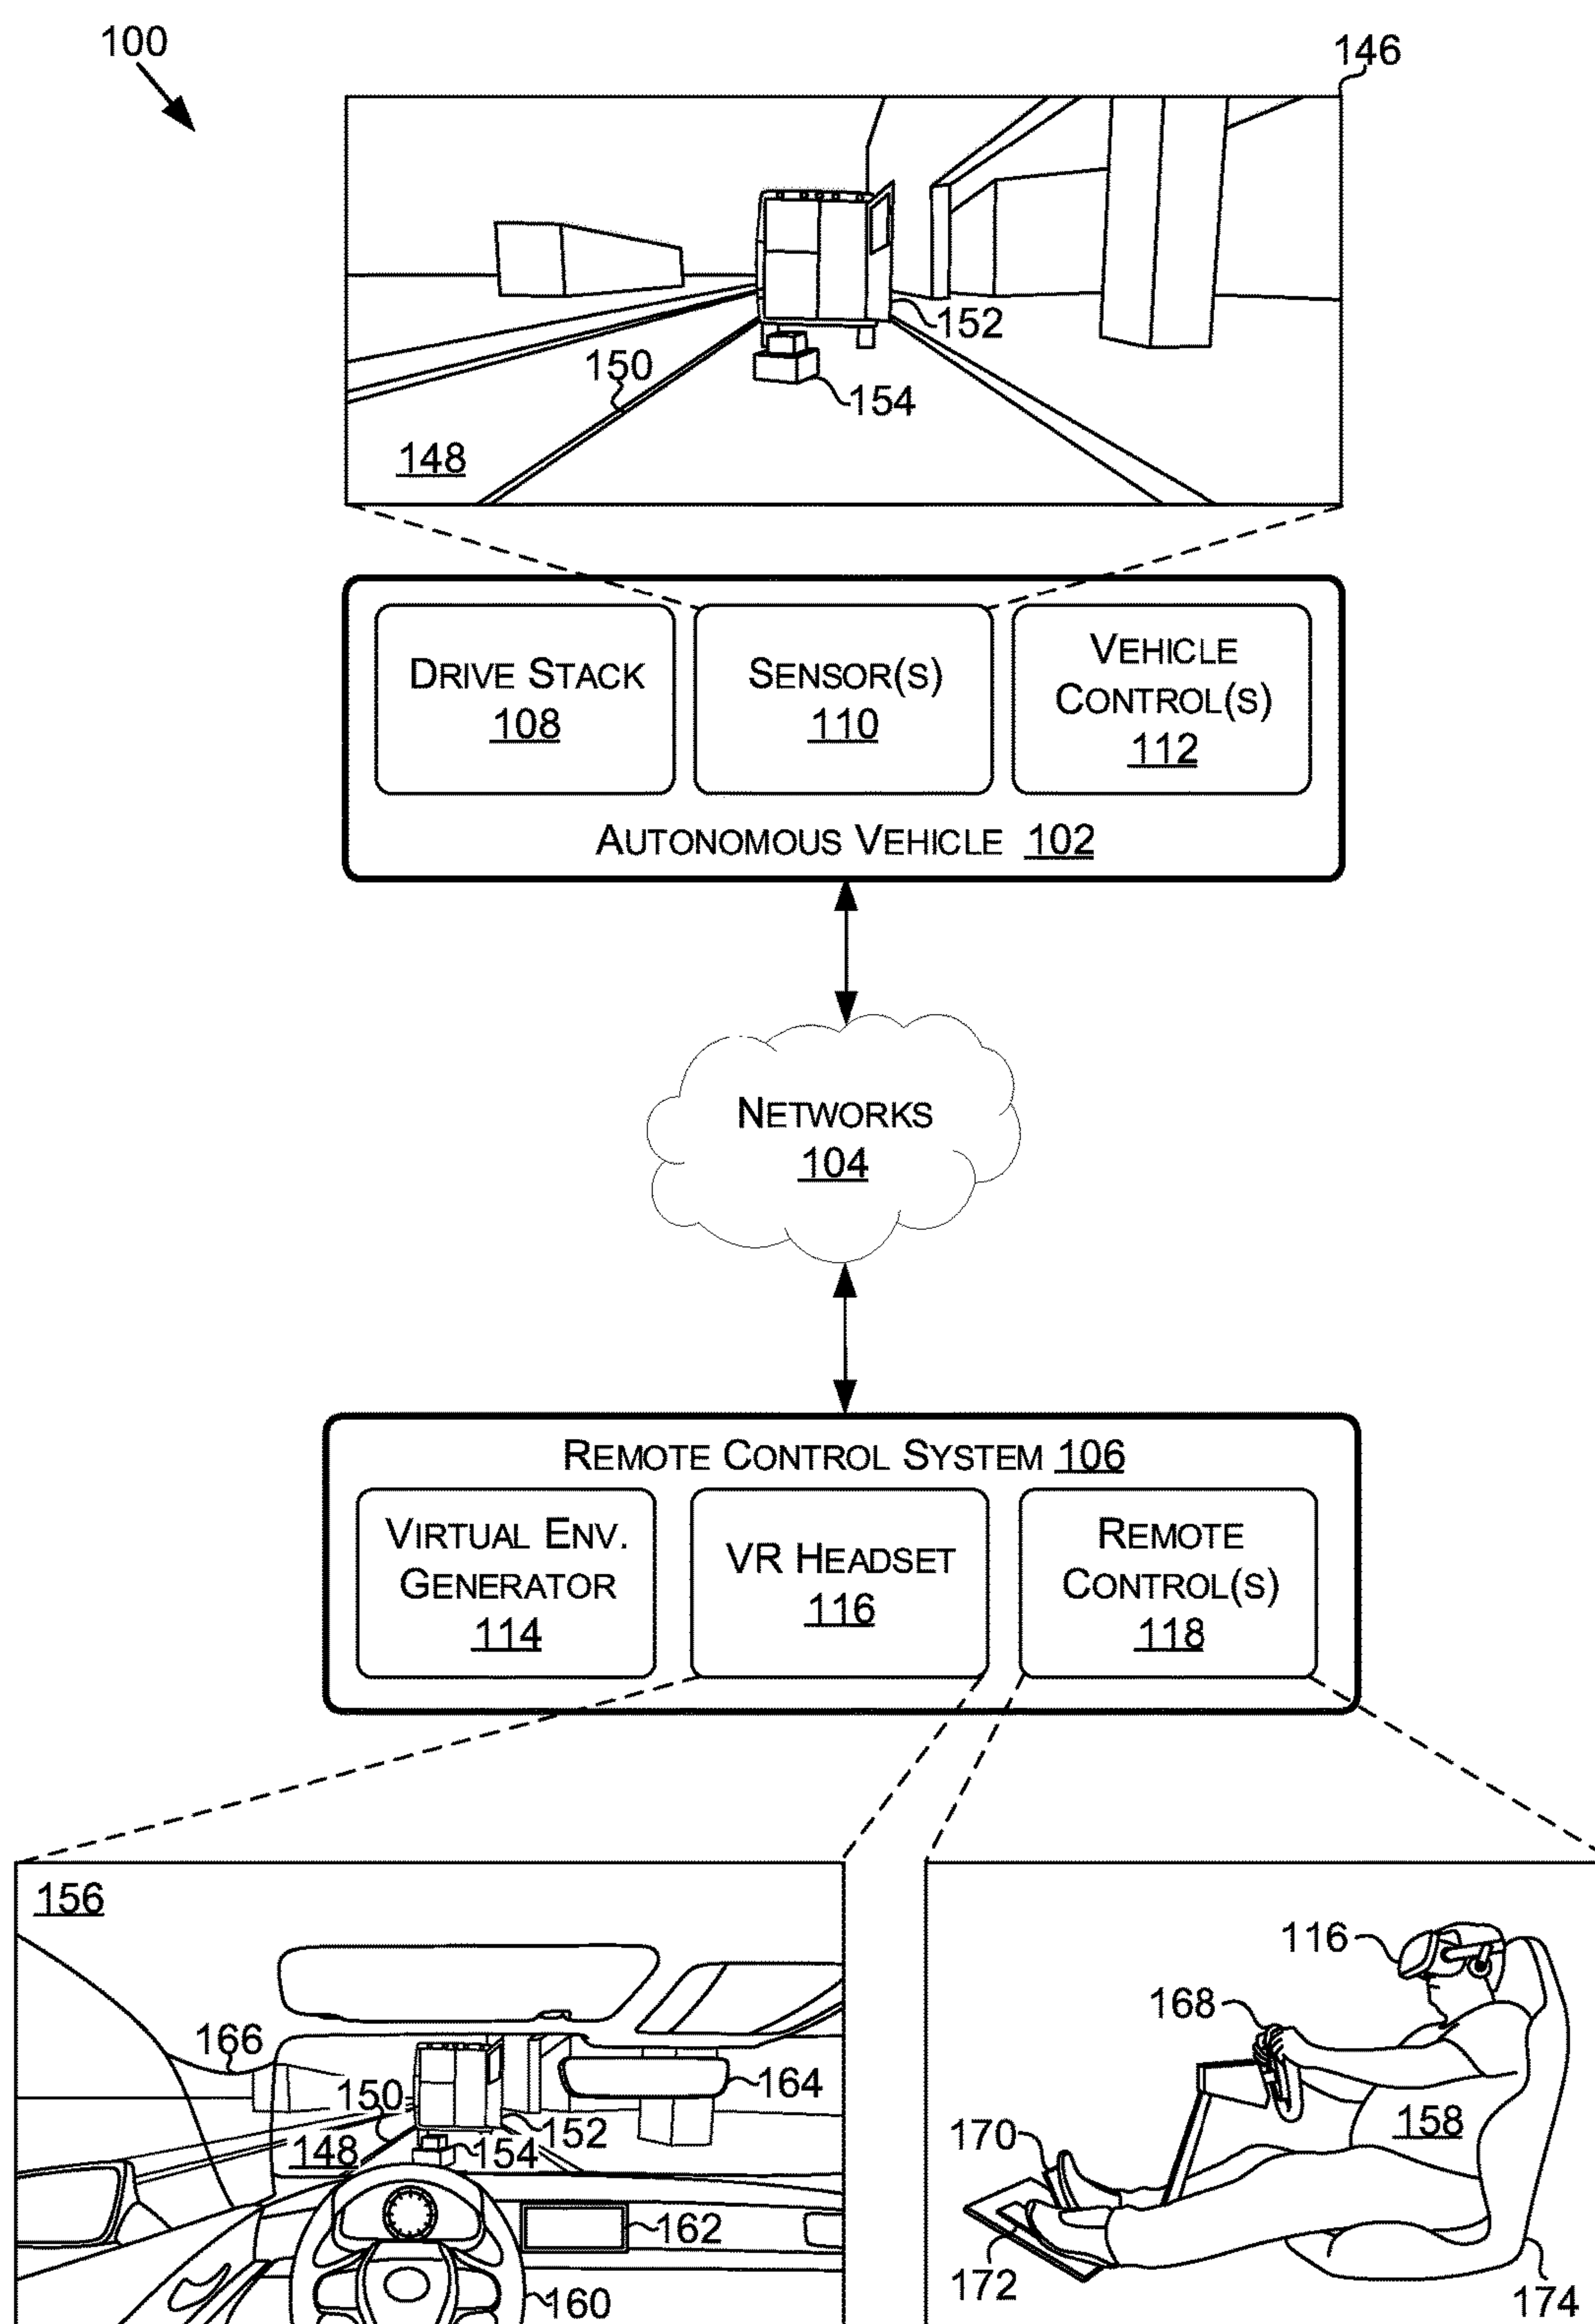 100
146
152
150
154
148
DRIVE STACK
108
SENSOR(S)
110
VEHICLE
CONTROL(S)
112
AUTONOMOUS VEHICLE 102
NETWORKS
104
REMOTE CONTROL SYSTEM 106
VIRTUAL ENV.
GENERATOR
114
VR HEADSET
116
REMOTE
CONTROL(S)
118
156
166
150
164
152
148
154
162
160
116
168
158
170
172
174